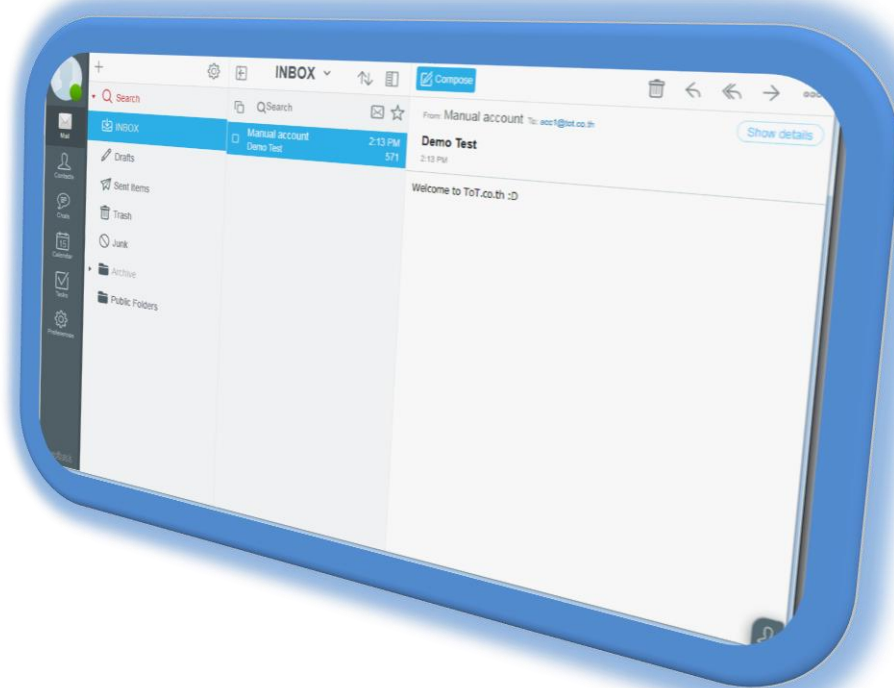 Mail
Contacts
Chats
Calendar
15
Tasks
Preferences
Search
INBOX
Drafts
Sent Items
Trash
Junk
Archive
Public Folders
INBOX
Search
Manual account
2:13 PM
Demo Test
571
Compose
From: Manual account To: acc1@tot.co.th
Show details
Demo Test
2:13 PM
Welcome to ToT.co.th :D